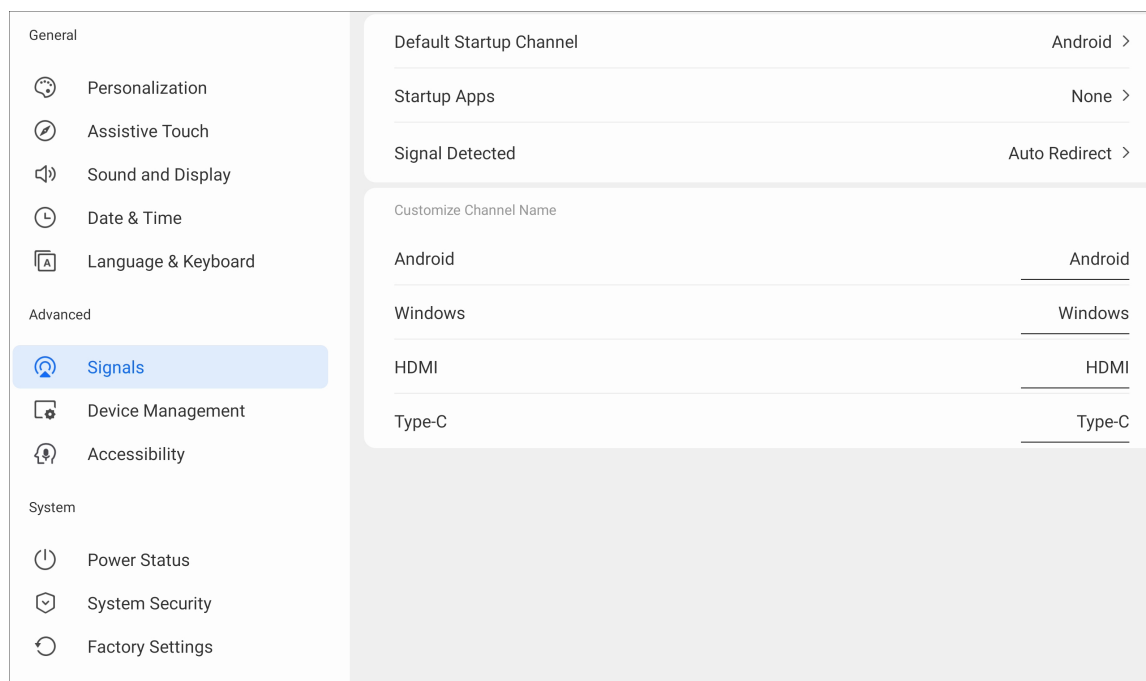 General
Personalization
Assistive Touch
Sound and Display
Date & Time
Language & Keyboard
Advanced
Signals
Device Management
Accessibility
System
Power Status
System Security
Factory Settings
Default Startup Channel Android
Startup Apps None
Signal Detected Auto Redirect
Customize Channel Name
Android Android
Windows Windows
HDMI HDMI
Type-C Type-C